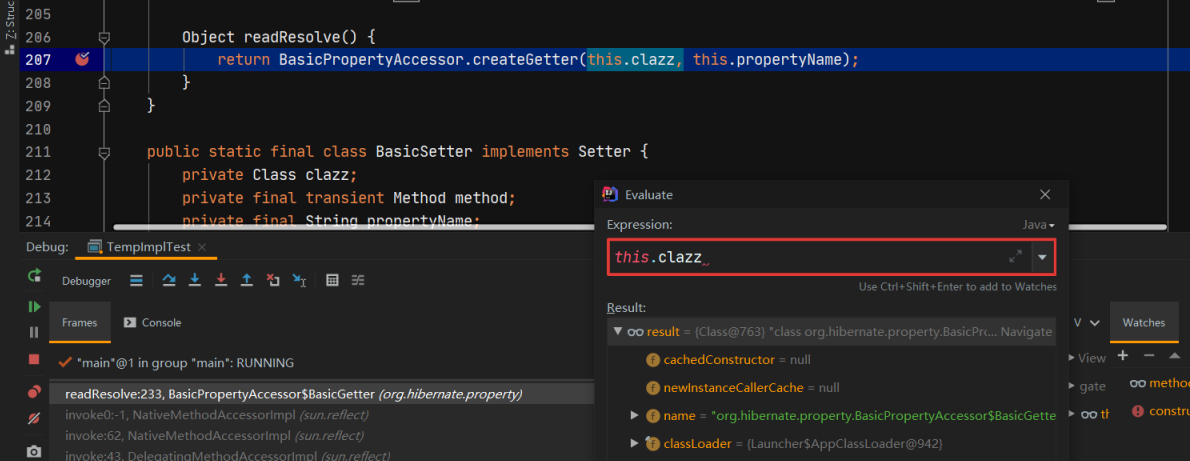 Z: Struc
205
206 Object readResolve() {
207 return BasicPropertyAccessor.createGetter(this.clazz, this.propertyName);
208 }
209 }
210
211 public static final class BasicSetter implements Setter {
212 private Class clazz;
213 private final transient Method method;
214 private final String propertyName;
Debug: TempImplTest
Debugger
Frames Console
"main"@1 in group "main": RUNNING
readResolve:233, BasicPropertyAccessor$BasicGetter (org.hibernate.property)
invoke0:-1, NativeMethodAccessorImpl (sun.reflect)
invoke:62, NativeMethodAccessorImpl (sun.reflect)
invoke:43, DelegatingMethodAccessorImpl (sun.reflect)
Evaluate
Expression: Java
this.clazz
Use Ctrl+Shift+Enter to add to Watches
Result:
result = {Class@763} "class org.hibernate.property.BasicPr... Navigate
cachedConstructor = null
newInstanceCallerCache = null
name = "org.hibernate.property.BasicPropertyAccessor$BasicGette
classLoader = {Launcher$AppClassLoader@942}
V Watches
View
gate
th
metho
constru